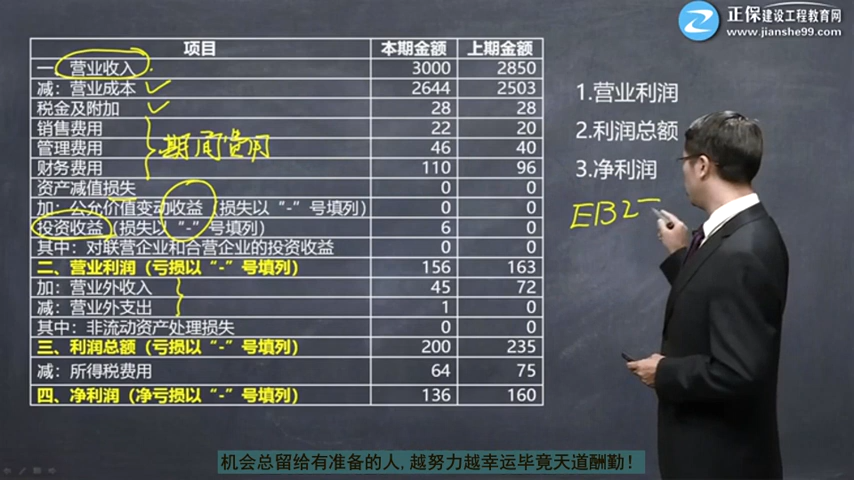 正保建设工程教育网
www.jianshe99.com
项目 本期金额 上期金额
一、营业收入 3000 2850
减：营业成本 2644 2503
税金及附加 28 28
销售费用 22 20
管理费用 46 40
财务费用 110 96
期间费用
资产减值损失 0 0
加：公允价值变动收益（损失以“-”号填列） 0 0
投资收益（损失以“-”号填列） 6 0
其中：对联营企业和合营企业的投资收益 0 0
二、营业利润（亏损以“-”号填列） 156 163
加：营业外收入 45 72
减：营业外支出 1 0
其中：非流动资产处理损失 0 0
三、利润总额（亏损以“-”号填列） 200 235
减：所得税费用 64 75
四、净利润（净亏损以“-”号填列） 136 160
1.营业利润
2.利润总额
3.净利润
机会总留给有准备的人，越努力越幸运毕竟天道酬勤！